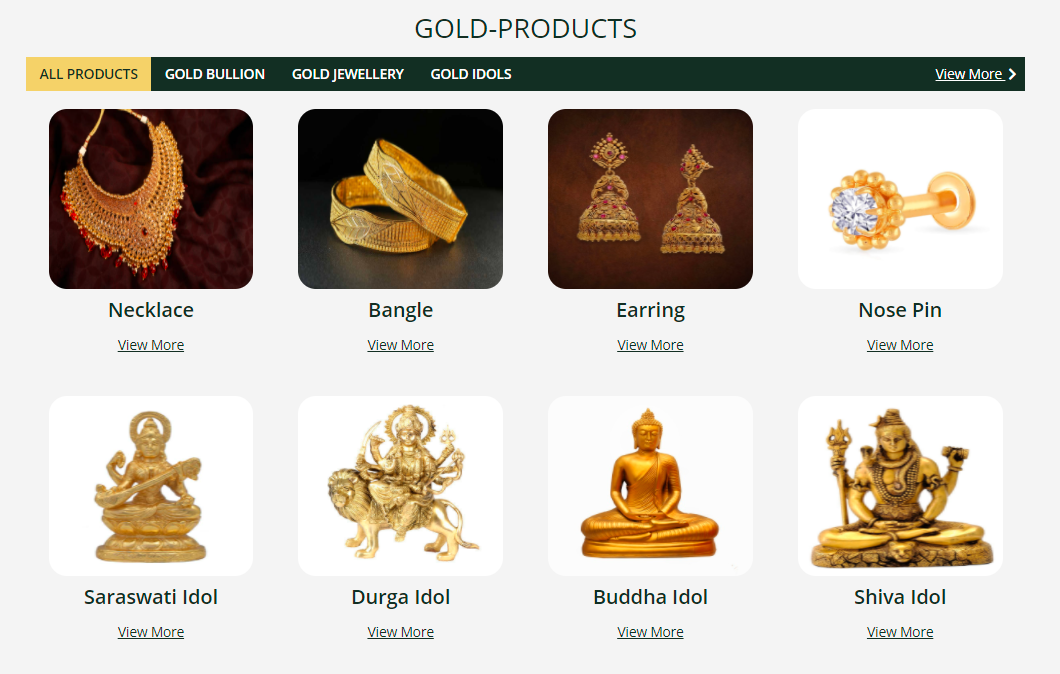 GOLD-PRODUCTS
ALL PRODUCTS GOLD BULLION GOLD JEWELLERY GOLD IDOLS View More
Necklace Bangle Earring Nose Pin
View More View More View More View More
Saraswati Idol Durga Idol Buddha Idol Shiva Idol
View More View More View More View More